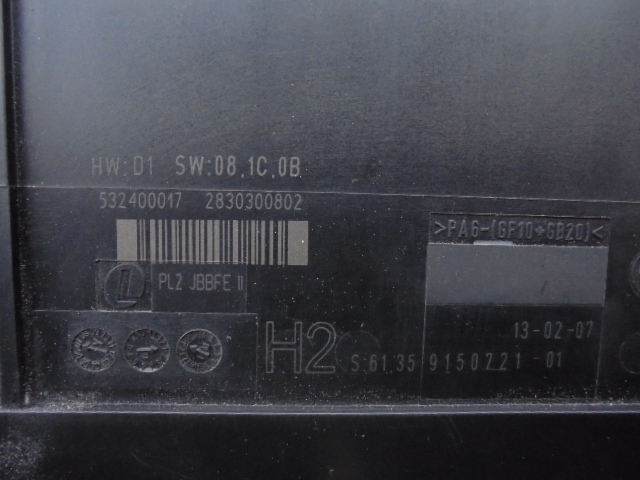 HW:D1 SW:08.1C.0B
532400017 2830300802
>PA6-(GF10+GB20)<
L PL2 JBBFE II
13-02-07
H2 S:61.35 9150221-01